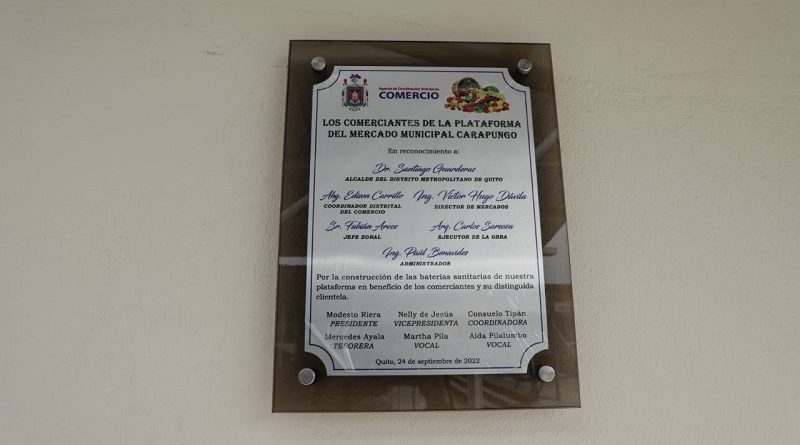 Agencia de Coordinación Distrital de
COMERCIO
LOS COMERCIANTES DE LA PLATAFORMA
DEL MERCADO MUNICIPAL CARAPUNGO
En reconocimiento a:
Dr. Santiago Guarderas
ALCALDE DEL DISTRITO METROPOLITANO DE QUITO
Abg. Edison Carrillo Ing. Víctor Hugo Dávila
COORDINADOR DISTRITAL DIRECTOR DE MERCADOS
DEL COMERCIO
Sr. Fabián Arcos Arq. Carlos Sarsoza
JEFE ZONAL EJECUTOR DE LA OBRA
Ing. Paúl Benavides
ADMINISTRADOR
Por la construcción de las baterias sanitarias de nuestra
plataforma en beneficio de los comerciantes y su distinguida
clientela.
Modesto Riera Nelly de Jesús Consuelo Tipán
PRESIDENTE VICEPRESIDENTA COORDINADORA
Mercedes Ayala Martha Pila Aida Pilalumbo
TESORERA VOCAL VOCAL
Quito, 24 de septiembre de 2022